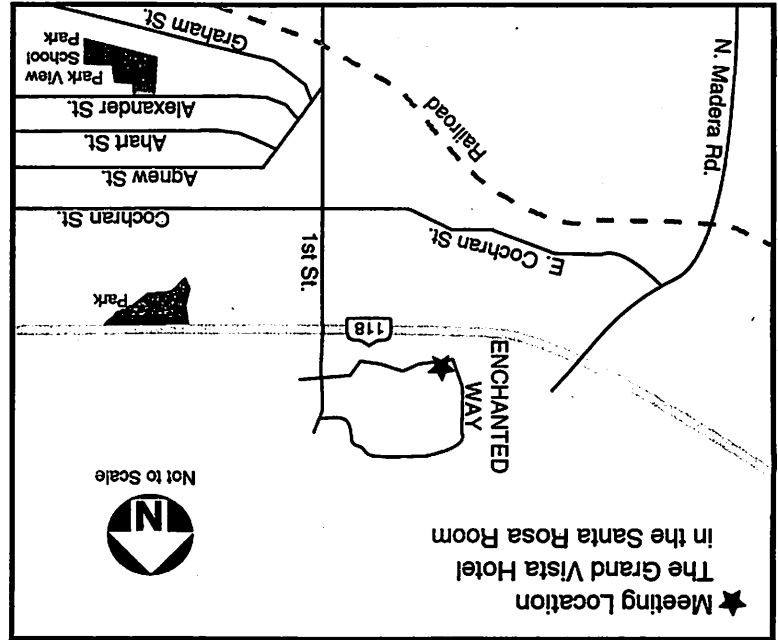 ★ Meeting Location
The Grand Vista Hotel
in the Santa Rosa Room
N
Not to Scale
ENCHANTED
WAY
118
Park
1st St.
E. Cochran St.
Cochran St.
N. Madera Rd.
Agnew St.
Ahart St.
Alexander St.
Railroad
Park View
School
Park
Graham St.